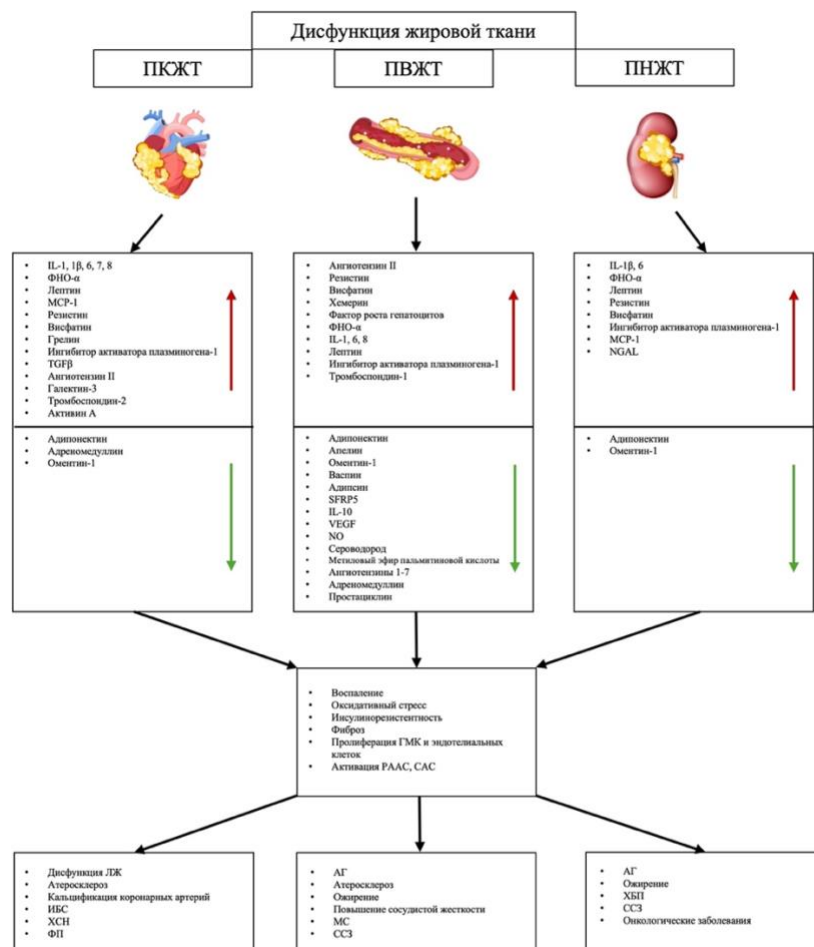 Дисфункция жировой ткани
ПКЖТ
ПВЖТ
ПНЖТ
• IL-1, 1β, 6, 7, 8
• ФНО-α
• Лептин
• MCP-1
• Резистин
• Висфатин
• Грелин
• Ингибитор активатора плазминогена-1
• TGFβ
• Ангиотензин II
• Галектин-3
• Тромбоспондин-2
• Активин А
• Адипонектин
• Адреномедуллин
• Оментин-1
• Ангиотензин II
• Резистин
• Висфатин
• Хемерин
• Фактор роста гепатоцитов
• ФНО-α
• IL-1, 6, 8
• Лептин
• Ингибитор активатора плазминогена-1
• Тромбоспондин-1
• Адипонектин
• Апелин
• Оментин-1
• Васпин
• Адипсин
• SFRP5
• IL-10
• VEGF
• NO
• Сероводород
• Метиловый эфир пальмитиновой кислоты
• Ангиотензины 1-7
• Адреномедуллин
• Простациклин
• IL-1β, 6
• ФНО-α
• Лептин
• Резистин
• Висфатин
• Ингибитор активатора плазминогена-1
• MCP-1
• NGAL
• Адипонектин
• Оментин-1
• Воспаление
• Оксидативный стресс
• Инсулинорезистентность
• Фиброз
• Пролиферация ГМК и эндотелиальных
клеток
• Активация РААС, САС
• Дисфункция ЛЖ
• Атеросклероз
• Кальцификация коронарных артерий
• ИБС
• ХСН
• ФП
• АГ
• Атеросклероз
• Ожирение
• Повышение сосудистой жесткости
• МС
• ССЗ
• АГ
• Ожирение
• ХБП
• ССЗ
• Онкологические заболевания